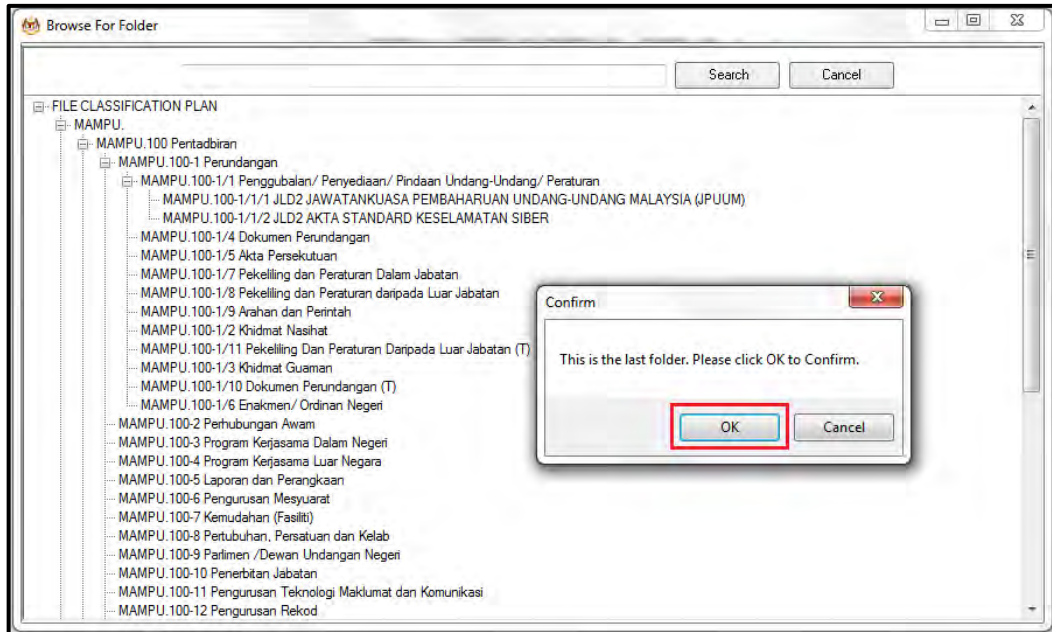 Browse For Folder
Search Cancel
FILE CLASSIFICATION PLAN
MAMPU.
MAMPU.100 Pentadbiran
MAMPU.100-1 Perundangan
MAMPU.100-1/1 Penggubalan/ Penyediaan/ Pindaan Undang-Undang/ Peraturan
MAMPU.100-1/1/1 JLD2 JAWATANKUASA PEMBAHARUAN UNDANG-UNDANG MALAYSIA (JPUUM)
MAMPU.100-1/1/2 JLD2 AKTA STANDARD KESELAMATAN SIBER
MAMPU.100-1/4 Dokumen Perundangan
MAMPU.100-1/5 Akta Persekutuan
MAMPU.100-1/7 Pekeliling dan Peraturan Dalam Jabatan
MAMPU.100-1/8 Pekeliling dan Peraturan daripada Luar Jabatan
MAMPU.100-1/9 Arahan dan Perintah
MAMPU.100-1/2 Khidmat Nasihat
MAMPU.100-1/11 Pekeliling Dan Peraturan Daripada Luar Jabatan (T)
MAMPU.100-1/3 Khidmat Guaman
MAMPU.100-1/10 Dokumen Perundangan (T)
MAMPU.100-1/6 Enakmen/ Ordinan Negeri
MAMPU.100-2 Perhubungan Awam
MAMPU.100-3 Program Kerjasama Dalam Negeri
MAMPU.100-4 Program Kerjasama Luar Negara
MAMPU.100-5 Laporan dan Perangkaan
MAMPU.100-6 Pengurusan Mesyuarat
MAMPU.100-7 Kemudahan (Fasiliti)
MAMPU.100-8 Pertubuhan, Persatuan dan Kelab
MAMPU.100-9 Parlimen /Dewan Undangan Negeri
MAMPU.100-10 Penerbitan Jabatan
MAMPU.100-11 Pengurusan Teknologi Maklumat dan Komunikasi
MAMPU.100-12 Pengurusan Rekod
Confirm
This is the last folder. Please click OK to Confirm.
OK Cancel